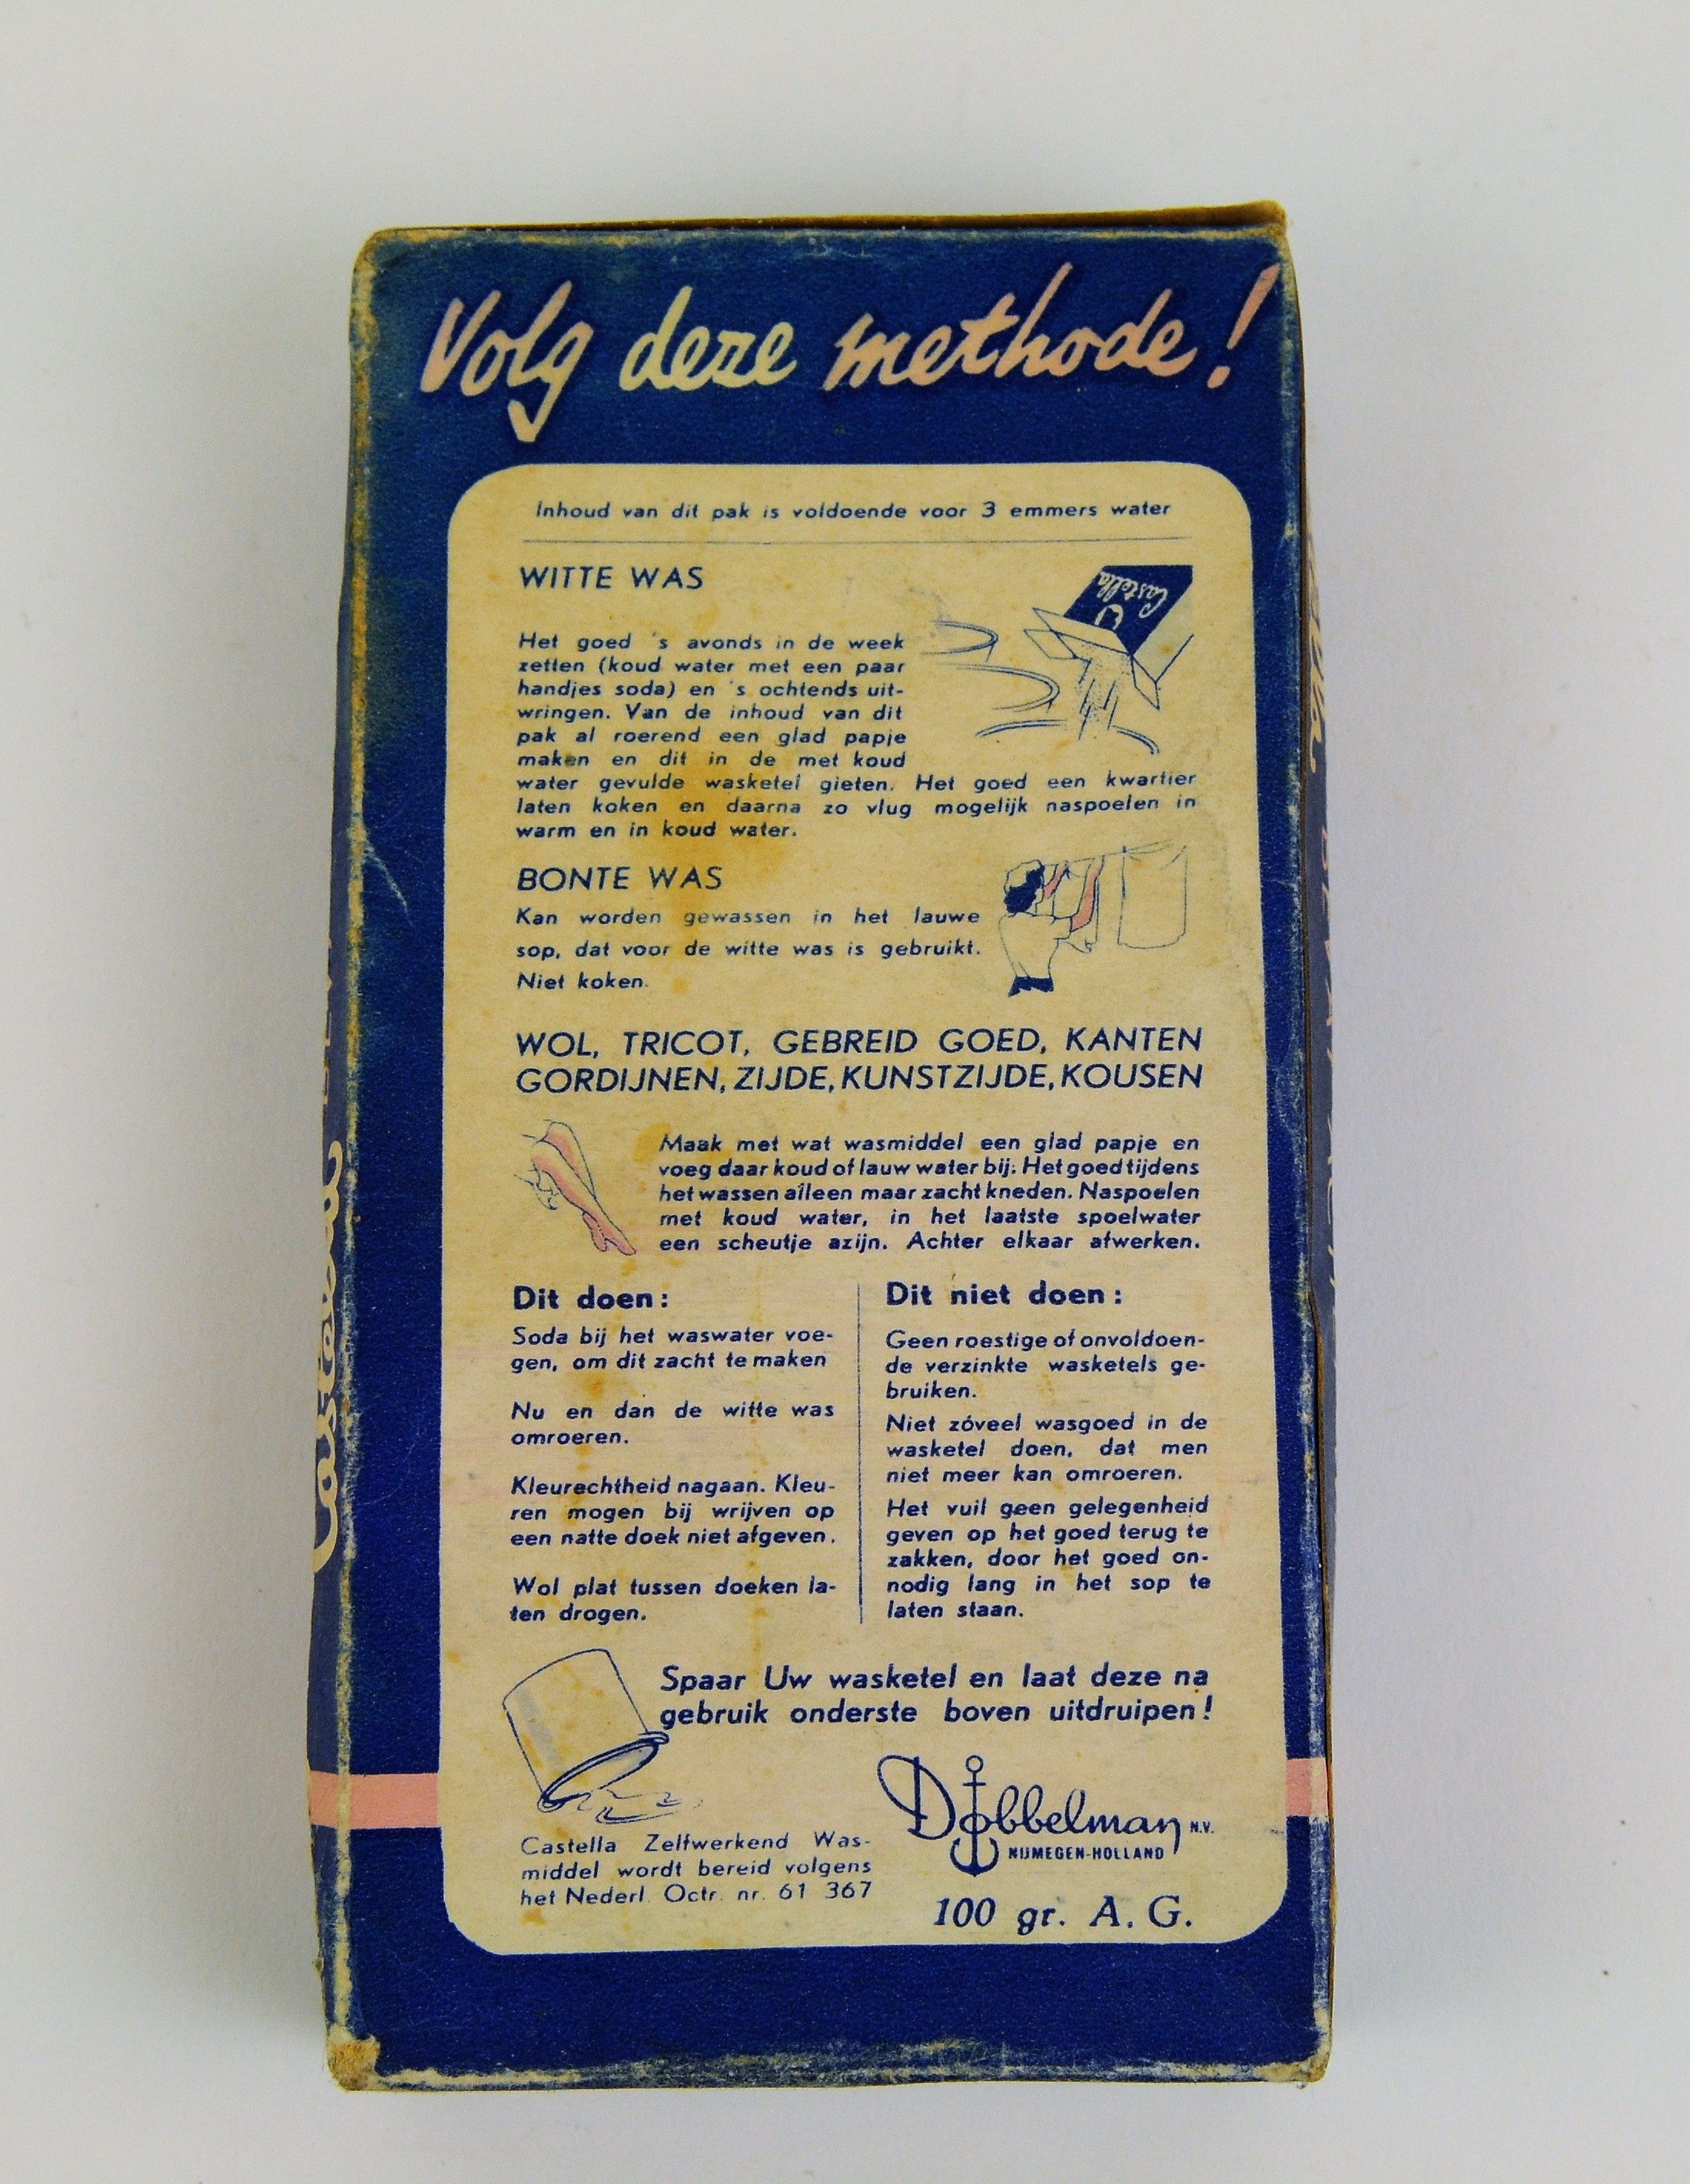 Volg deze methode!
Inhoud van dit pak is voldoende voor 3 emmers water
WITTE WAS
Castella
Het goed 's avonds in de week
zetten (koud water met een paar
handjes soda) en 's ochtends uit-
wringen. Van de inhoud van dit
pak al roerend een glad papje
maken en dit in de met koud
water gevulde wasketel gieten. Het goed een kwartier
laten koken en daarna zo vlug mogelijk naspoelen in
warm en in koud water.
BONTE WAS
Kan worden gewassen in het lauwe
sop, dat voor de witte was is gebruikt.
Niet koken.
WOL, TRICOT, GEBREID GOED, KANTEN
GORDIJNEN, ZIJDE, KUNSTZIJDE, KOUSEN
Maak met wat wasmiddel een glad papje en
voeg daar koud of lauw water bij. Het goed tijdens
het wassen alleen maar zacht kneden. Naspoelen
met koud water, in het laatste spoelwater
een scheutje azijn. Achter elkaar afwerken.
Dit doen:
Soda bij het waswater voe-
gen, om dit zacht te maken
Nu en dan de witte was
omroeren.
Kleurechtheid nagaan. Kleu-
ren mogen bij wrijven op
een natte doek niet afgeven.
Wol plat tussen doeken la-
ten drogen.
Dit niet doen:
Geen roestige of onvoldoen-
de verzinkte wasketels ge-
bruiken.
Niet zóveel wasgoed in de
wasketel doen, dat men
niet meer kan omroeren.
Het vuil geen gelegenheid
geven op het goed terug te
zakken, door het goed on-
nodig lang in het sop te
laten staan.
Spaar Uw wasketel en laat deze na
gebruik onderste boven uitdruipen!
Castella Zelfwerkend Was-
middel wordt bereid volgens
het Nederl. Octr. nr. 61 367
Dobbelman N.V.
NIJMEGEN-HOLLAND
100 gr. A. G.
Castella